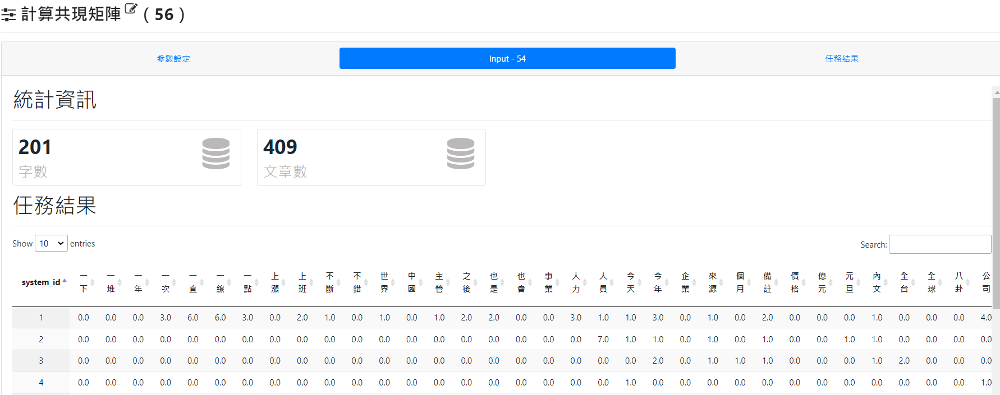 計算共現矩陣 ( 56 )
參數設定 Input - 54 任務結果
統計資訊
201 409
字數 文章數
任務結果
Show 10 entries Search:
system_id 一下 一堆 一年 一次 一直 一線 一點 上漲 上班 不斷 不錯 世界 中國 主管 之後 也是 也會 事業 人力 人員 今天 今年 企業 來源 個月 備註 價格 億元 元旦 內文 全台 全球 八卦 公司
1 0.0 0.0 0.0 3.0 6.0 6.0 3.0 0.0 2.0 1.0 0.0 1.0 0.0 1.0 2.0 2.0 0.0 0.0 3.0 1.0 1.0 3.0 0.0 1.0 0.0 2.0 0.0 0.0 0.0 1.0 0.0 0.0 0.0 4.0
2 0.0 0.0 0.0 0.0 0.0 0.0 0.0 0.0 0.0 0.0 0.0 0.0 0.0 0.0 0.0 0.0 0.0 0.0 0.0 7.0 1.0 1.0 0.0 1.0 0.0 1.0 0.0 0.0 1.0 1.0 0.0 0.0 0.0 0.0
3 0.0 0.0 0.0 0.0 0.0 0.0 0.0 0.0 0.0 0.0 0.0 0.0 0.0 0.0 0.0 0.0 0.0 0.0 0.0 0.0 0.0 2.0 0.0 1.0 1.0 1.0 0.0 0.0 0.0 1.0 2.0 0.0 0.0 0.0
4 0.0 0.0 0.0 0.0 0.0 0.0 0.0 0.0 0.0 0.0 0.0 0.0 0.0 0.0 0.0 0.0 0.0 0.0 0.0 0.0 1.0 0.0 0.0 0.0 0.0 0.0 0.0 0.0 0.0 0.0 0.0 0.0 0.0 1.0